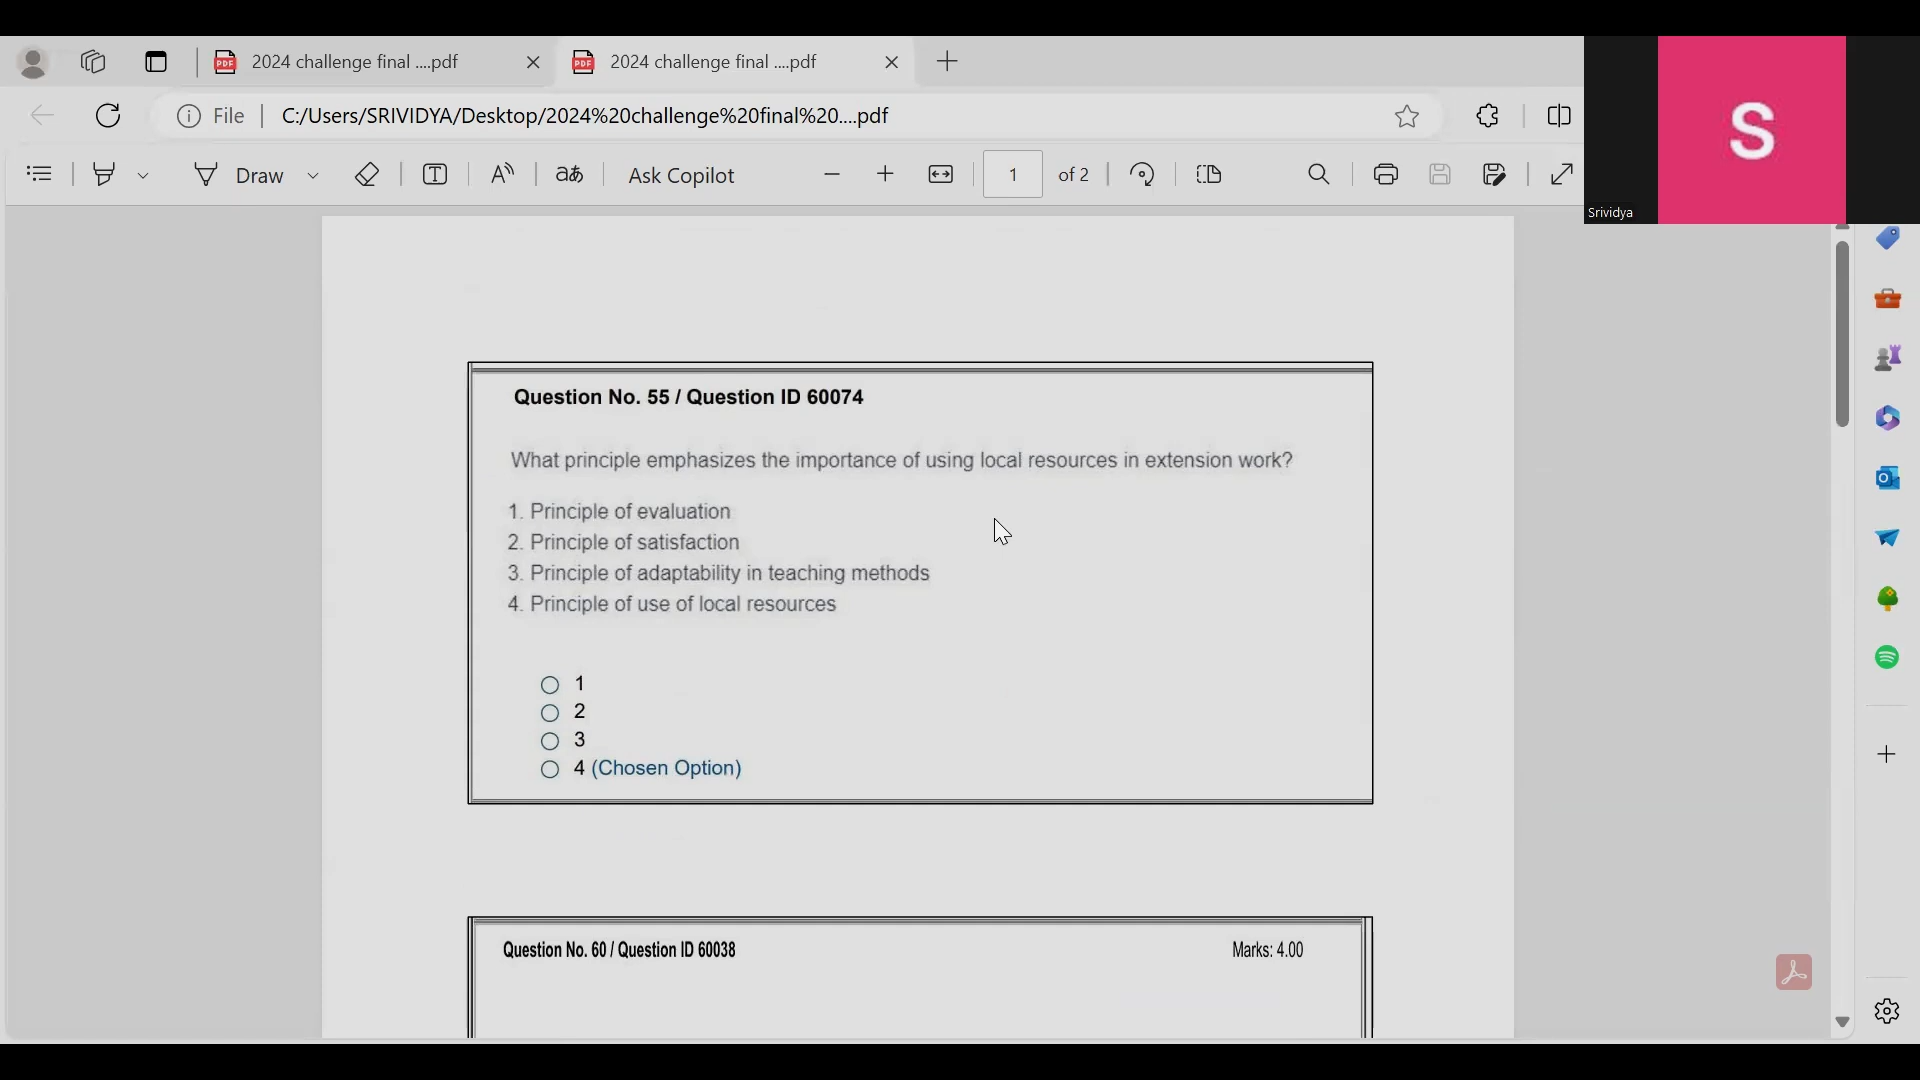 2024 challenge final ....pdf
2024 challenge final ....pdf
File
C:/Users/SRIVIDYA/Desktop/2024%20challenge%20final%20....pdf
Draw
aあ
Ask Copilot
1 of 2
S
Srividya
Question No. 55 / Question ID 60074
What principle emphasizes the importance of using local resources in extension work?
1. Principle of evaluation
2. Principle of satisfaction
3. Principle of adaptability in teaching methods
4. Principle of use of local resources
1
2
3
4 (Chosen Option)
Question No. 60 / Question ID 60038 Marks: 4.00